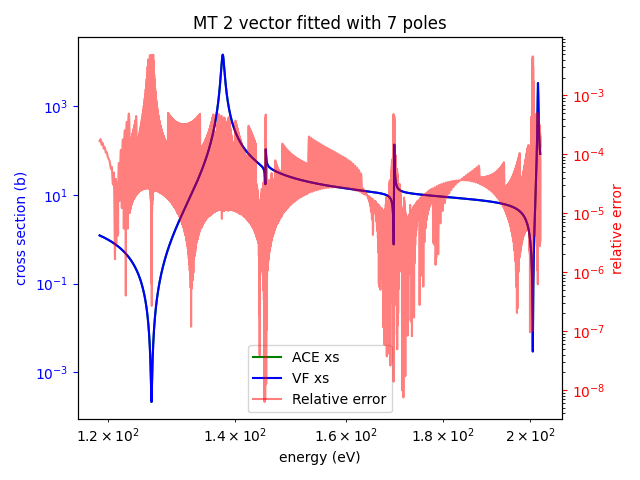 MT 2 vector fitted with 7 poles
cross section (b)
10³
10¹
10⁻¹
10⁻³
10⁻³
10⁻⁴
10⁻⁵
10⁻⁶
10⁻⁷
10⁻⁸
relative error
ACE xs
VF xs
Relative error
1.2 × 10² 1.4 × 10² 1.6 × 10² 1.8 × 10² 2 × 10²
energy (eV)